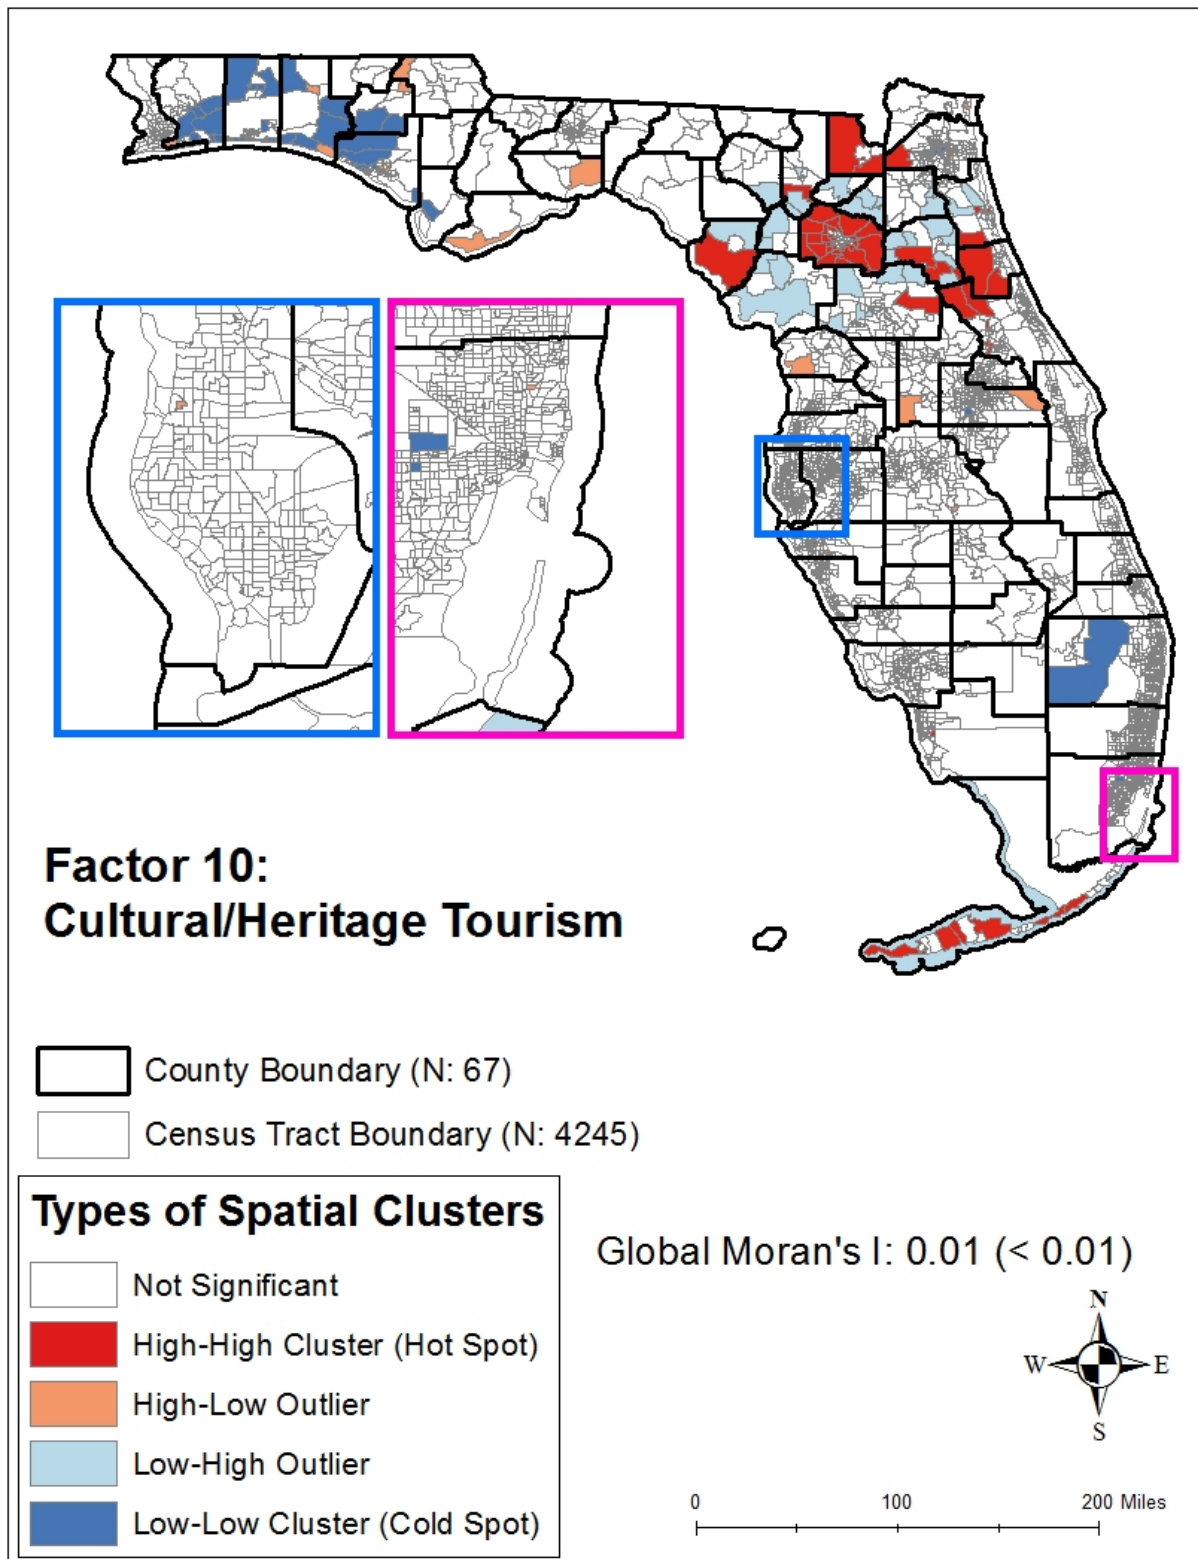 Factor 10:
Cultural/Heritage Tourism
County Boundary (N: 67)
Census Tract Boundary (N: 4245)
Types of Spatial Clusters
Not Significant
High-High Cluster (Hot Spot)
High-Low Outlier
Low-High Outlier
Low-Low Cluster (Cold Spot)
Global Moran's I: 0.01 (< 0.01)
N
W E
S
0 100 200 Miles